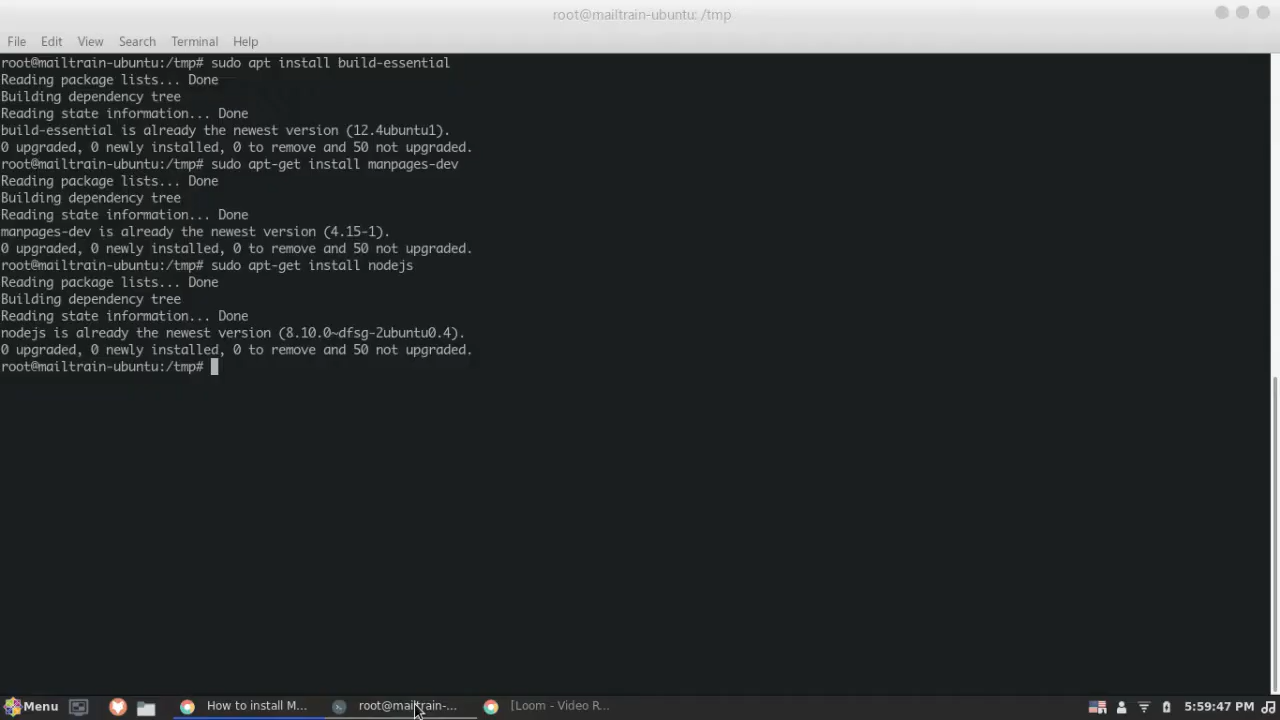 root@mailtrain-ubuntu: /tmp
File Edit View Search Terminal Help
root@mailtrain-ubuntu:/tmp# sudo apt install build-essential
Reading package lists... Done
Building dependency tree
Reading state information... Done
build-essential is already the newest version (12.4ubuntu1).
0 upgraded, 0 newly installed, 0 to remove and 50 not upgraded.
root@mailtrain-ubuntu:/tmp# sudo apt-get install manpages-dev
Reading package lists... Done
Building dependency tree
Reading state information... Done
manpages-dev is already the newest version (4.15-1).
0 upgraded, 0 newly installed, 0 to remove and 50 not upgraded.
root@mailtrain-ubuntu:/tmp# sudo apt-get install nodejs
Reading package lists... Done
Building dependency tree
Reading state information... Done
nodejs is already the newest version (8.10.0~dfsg-2ubuntu0.4).
0 upgraded, 0 newly installed, 0 to remove and 50 not upgraded.
root@mailtrain-ubuntu:/tmp#
Menu How to install M... root@mailtrain-... [Loom - Video R... 5:59:47 PM